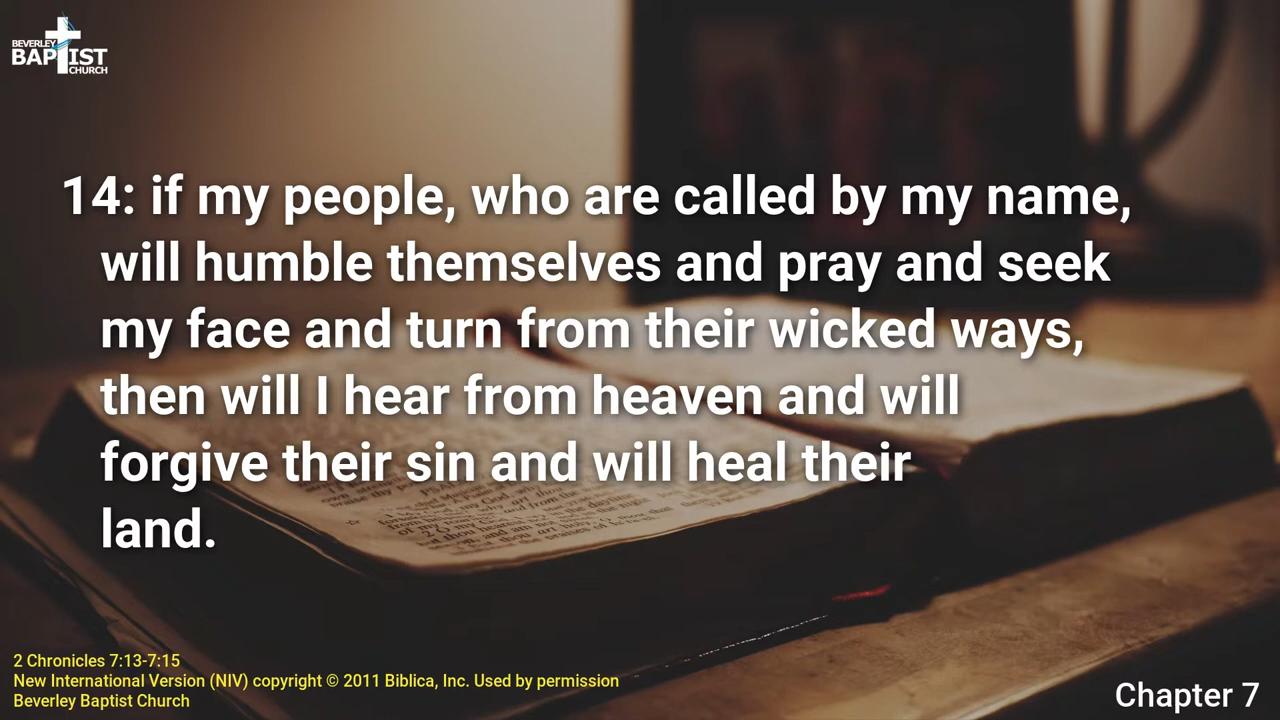 BEVERLEY
BAPTIST
CHURCH
14: if my people, who are called by my name,
will humble themselves and pray and seek
my face and turn from their wicked ways,
then will I hear from heaven and will
forgive their sin and will heal their
land.
2 Chronicles 7:13-7:15
New International Version (NIV) copyright © 2011 Biblica, Inc. Used by permission
Beverley Baptist Church
Chapter 7